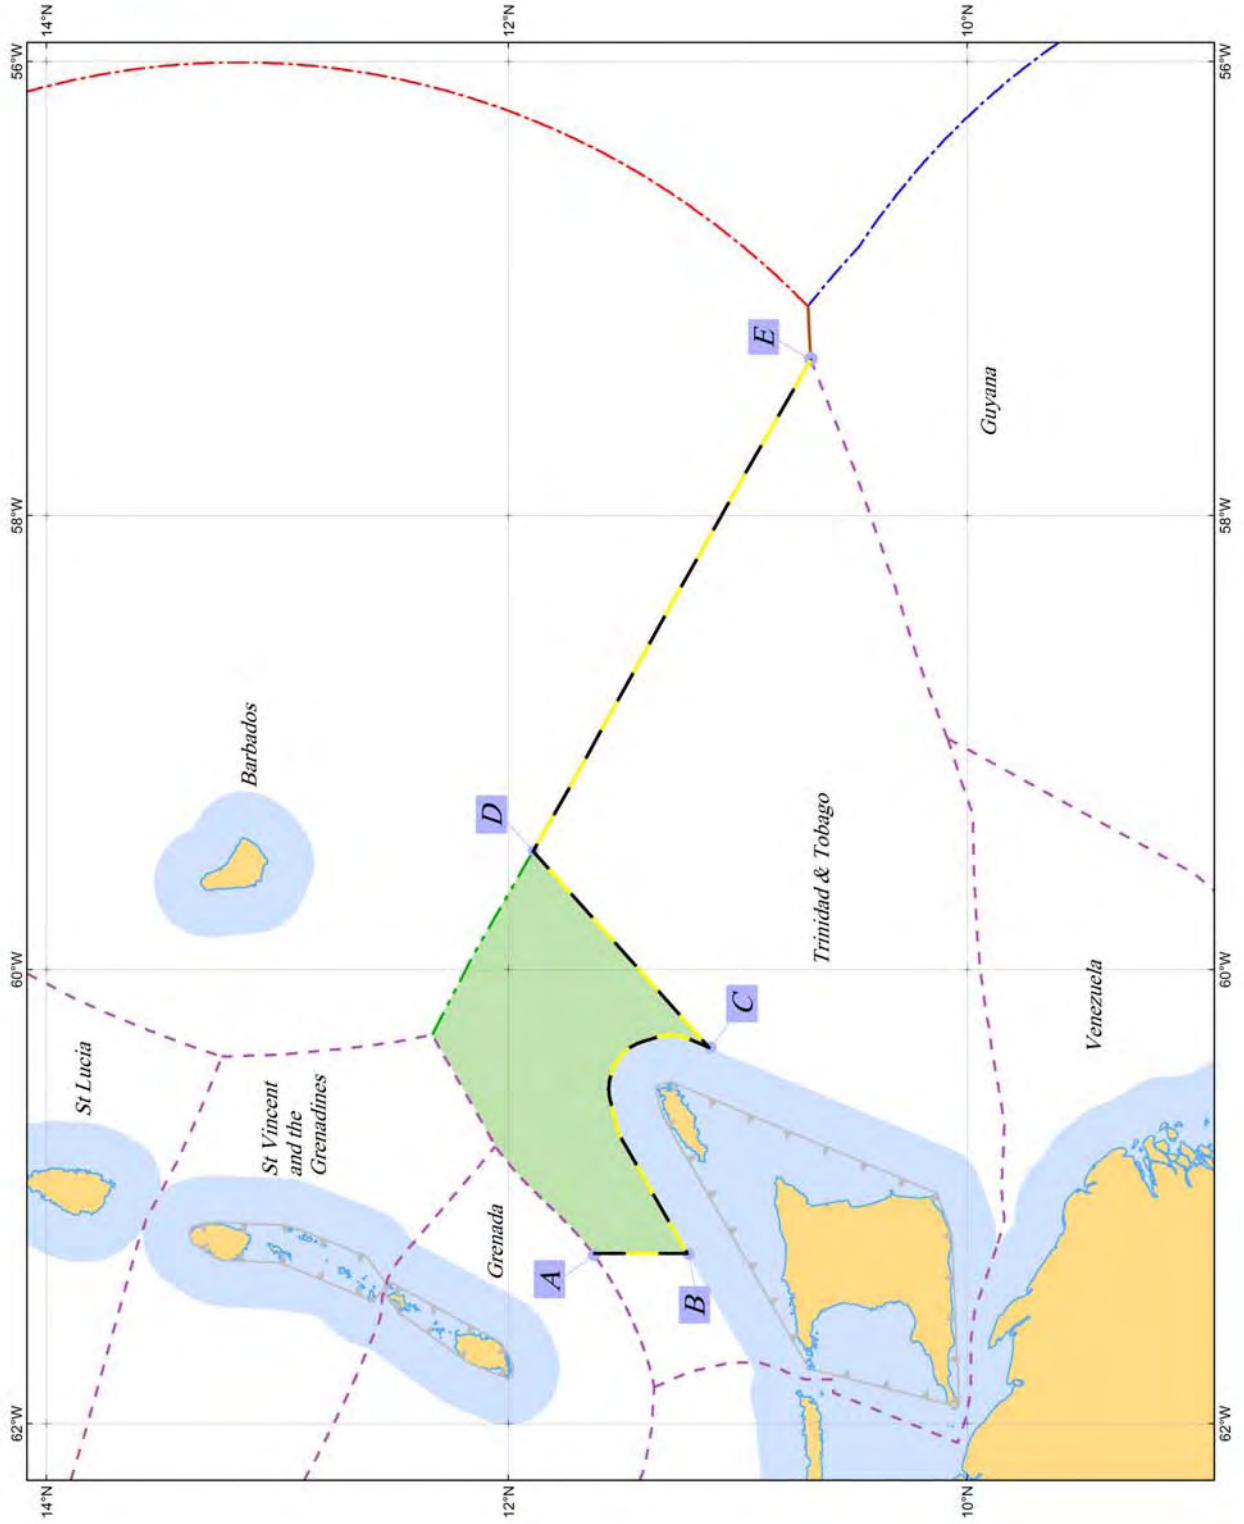 14°N
12°N
10°N
56°W
56°W
E
Guyana
58°W
58°W
Barbados
D
Trinidad & Tobago
60°W
60°W
C
Venezuela
St Lucia
St Vincent
and the
Grenadines
Grenada
A
B
62°W
62°W
14°N
12°N
10°N